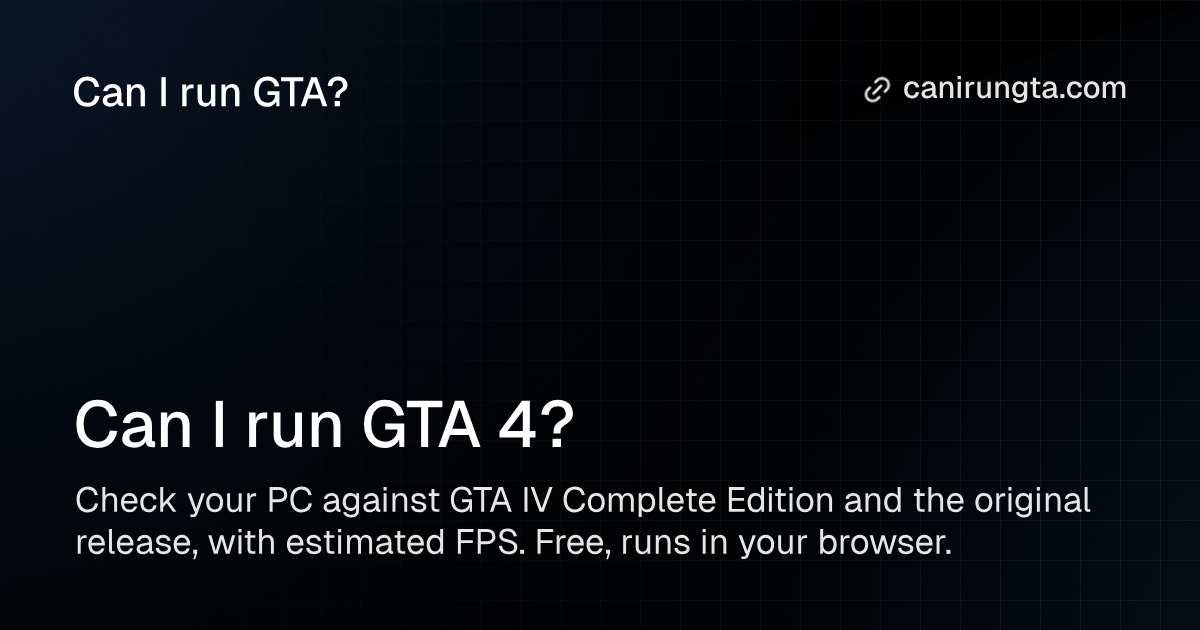 Can I run GTA?
canirungta.com
Can I run GTA 4?
Check your PC against GTA IV Complete Edition and the original
release, with estimated FPS. Free, runs in your browser.